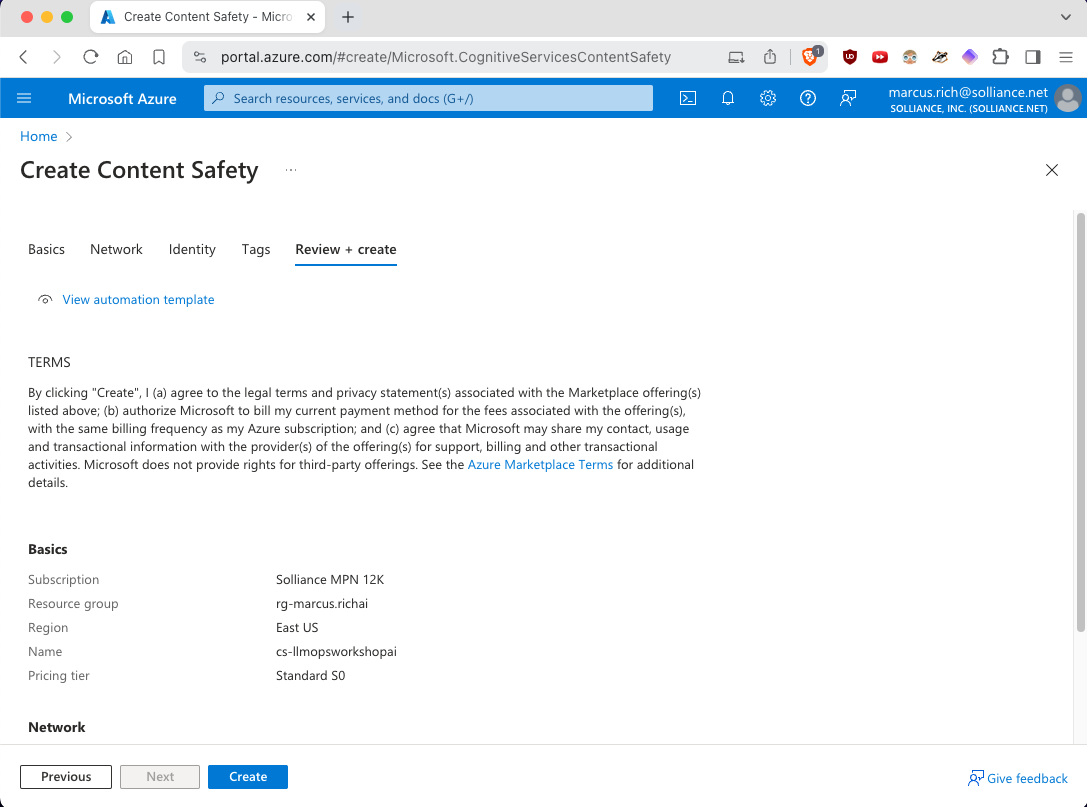 Create Content Safety - Micro
portal.azure.com/#create/Microsoft.CognitiveServicesContentSafety
1
Microsoft Azure
Search resources, services, and docs (G+/)
marcus.rich@solliance.net
SOLLIANCE, INC. (SOLLIANCE.NET)
Home
Create Content Safety
Basics
Network
Identity
Tags
Review + create
View automation template
TERMS
By clicking "Create", I (a) agree to the legal terms and privacy statement(s) associated with the Marketplace offering(s)
listed above; (b) authorize Microsoft to bill my current payment method for the fees associated with the offering(s),
with the same billing frequency as my Azure subscription; and (c) agree that Microsoft may share my contact, usage
and transactional information with the provider(s) of the offering(s) for support, billing and other transactional
activities. Microsoft does not provide rights for third-party offerings. See the Azure Marketplace Terms for additional
details.
Basics
Subscription Solliance MPN 12K
Resource group rg-marcus.richai
Region East US
Name cs-llmopsworkshopai
Pricing tier Standard S0
Network
Previous
Next
Create
Give feedback